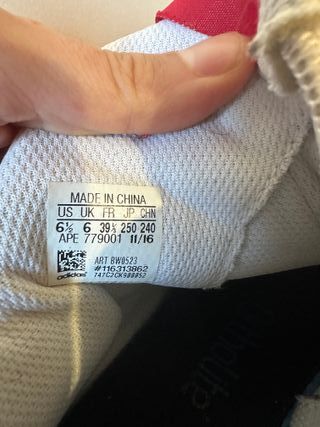 MADE IN CHINA
US UK FR JP CHN
6½ 6 39⅓ 250 240
APE 779001 11/16
ART BW0523
#116313862
adidas
ortholite